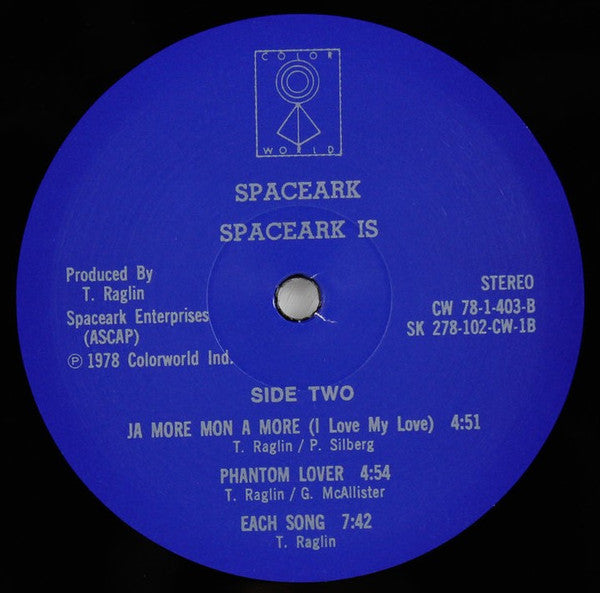 COLOR
WORLD
SPACEARK
SPACEARK IS
Produced By
T. Raglin
Spaceark Enterprises
(ASCAP)
Ⓟ 1978 Colorworld Ind.
STEREO
CW 78-1-403-B
SK 278-102-CW-1B
SIDE TWO
JA MORE MON A MORE (I Love My Love) 4:51
T. Raglin / P. Silberg
PHANTOM LOVER 4:54
T. Raglin / G. McAllister
EACH SONG 7:42
T. Raglin